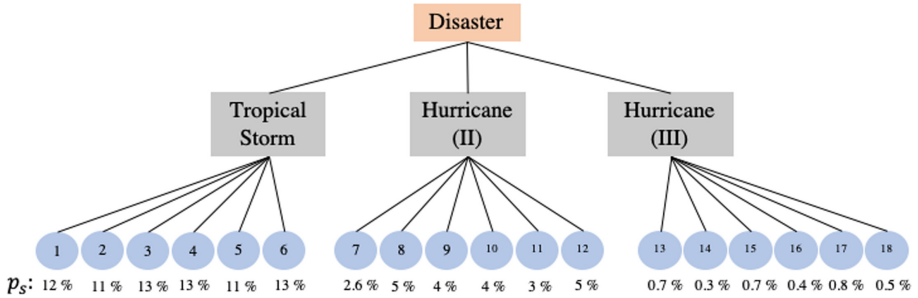 Disaster
Tropical
Storm
Hurricane
(II)
Hurricane
(III)
1 2 3 4 5 6 7 8 9 10 11 12 13 14 15 16 17 18
pₛ: 12 % 11 % 13 % 13 % 11 % 13 % 2.6 % 5 % 4 % 4 % 3 % 5 % 0.7 % 0.3 % 0.7 % 0.4 % 0.8 % 0.5 %